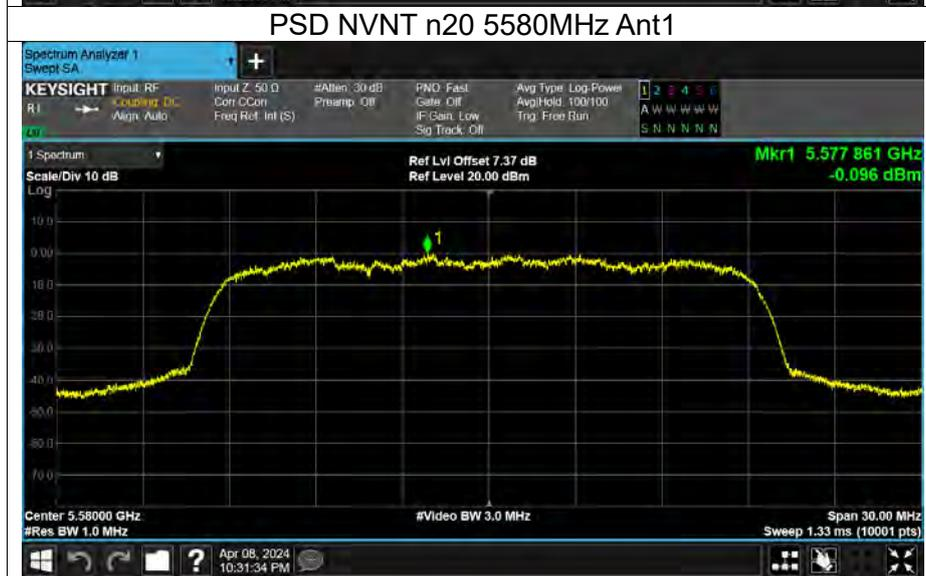 PSD NVNT n20 5580MHz Ant1
Spectrum Analyzer 1
Swept SA
+
KEYSIGHT
Input: RF
Input Z: 50 Ω
#Atten: 30 dB
PNO: Fast
Avg Type: Log-Power
1 2 3 4 5 6
Coupling: DC
Corr CCorr
Preamp: Off
Gate: Off
Avg|Hold: 100/100
A W W W W W
Align: Auto
Freq Ref: Int (S)
IF Gain: Low
Trig: Free Run
Sig Track: Off
S N N N N N
1 Spectrum
Ref Lvl Offset 7.37 dB
Mkr1 5.577 861 GHz
Scale/Div 10 dB
Ref Level 20.00 dBm
-0.096 dBm
Log
10.0
0.00
1
-40.0
-70.0
Center 5.58000 GHz
#Video BW 3.0 MHz
Span 30.00 MHz
#Res BW 1.0 MHz
Sweep 1.33 ms (10001 pts)
?
Apr 08, 2024
10:31:34 PM